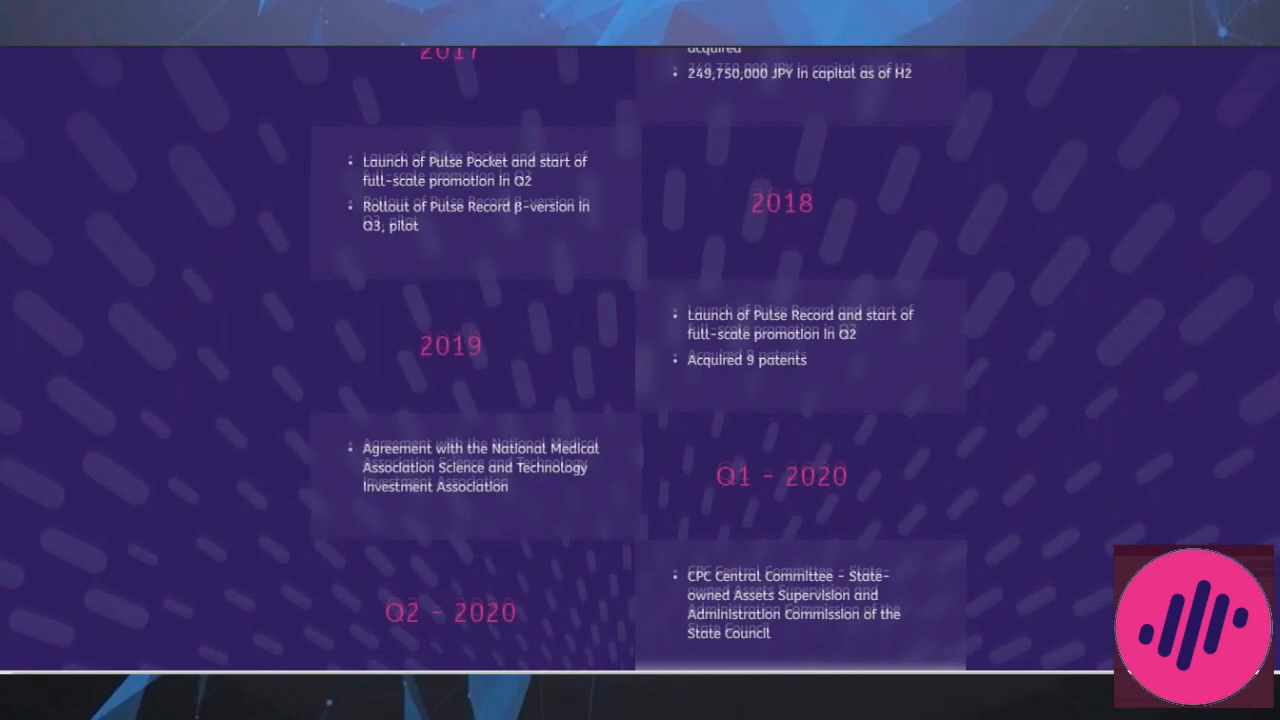 2017
acquired
• 249,750,000 JPY in capital as of H2
• Launch of Pulse Pocket and start of
full-scale promotion in Q2
• Rollout of Pulse Record β-version in
Q3, pilot
2018
2019
• Launch of Pulse Record and start of
full-scale promotion in Q2
• Acquired 9 patents
• Agreement with the National Medical
Association Science and Technology
Investment Association
Q1 - 2020
Q2 - 2020
• CPC Central Committee - State-
owned Assets Supervision and
Administration Commission of the
State Council